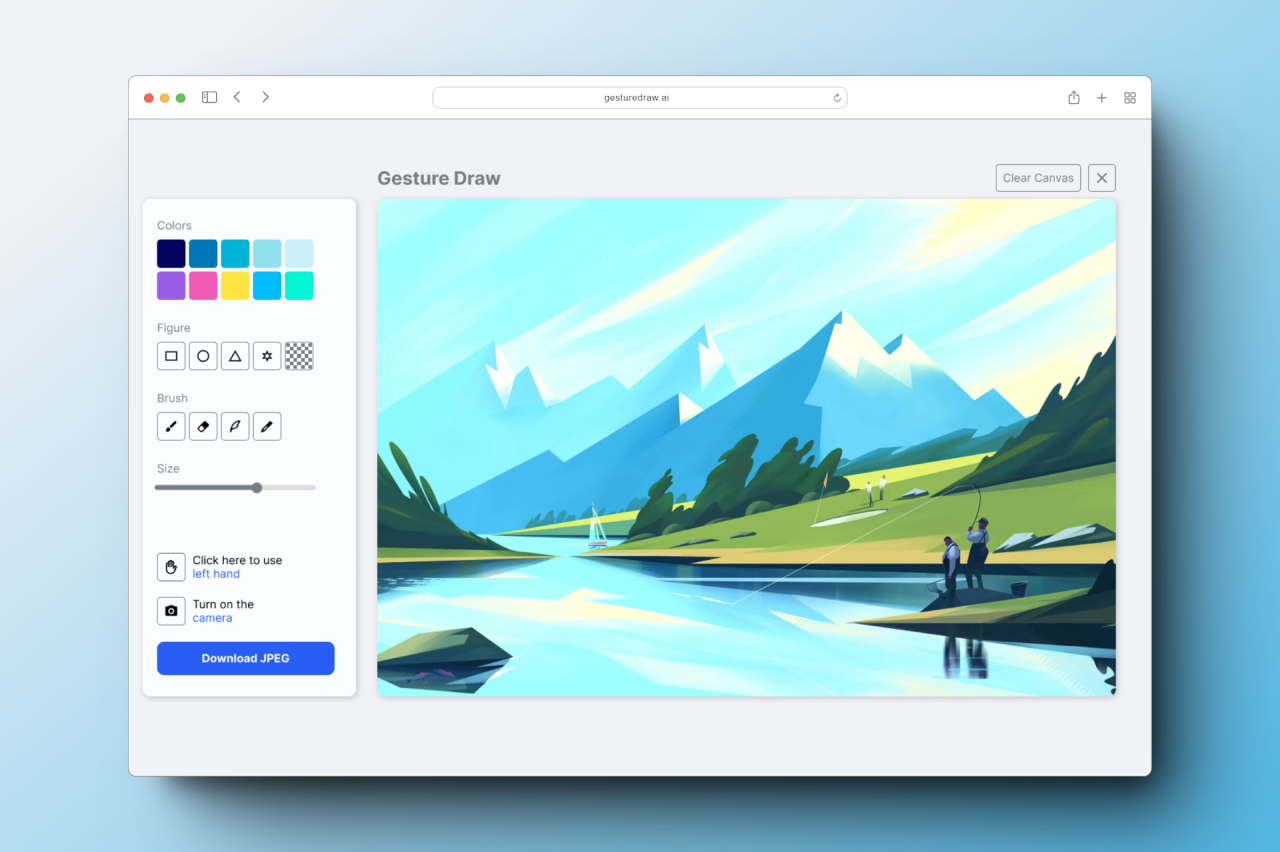 gesturedraw.ai
Gesture Draw
Clear Canvas
Colors
Figure
Brush
Size
Click here to use
left hand
Turn on the
camera
Download JPEG